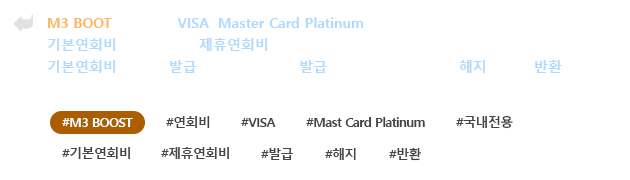 M3 BOOT VISA Master Card Platinum
기본연회비 제휴연회비
기본연회비 발급 발급 해지 반환
#M3 BOOST #연회비 #VISA #Mast Card Platinum #국내전용
#기본연회비 #제휴연회비 #발급 #해지 #반환